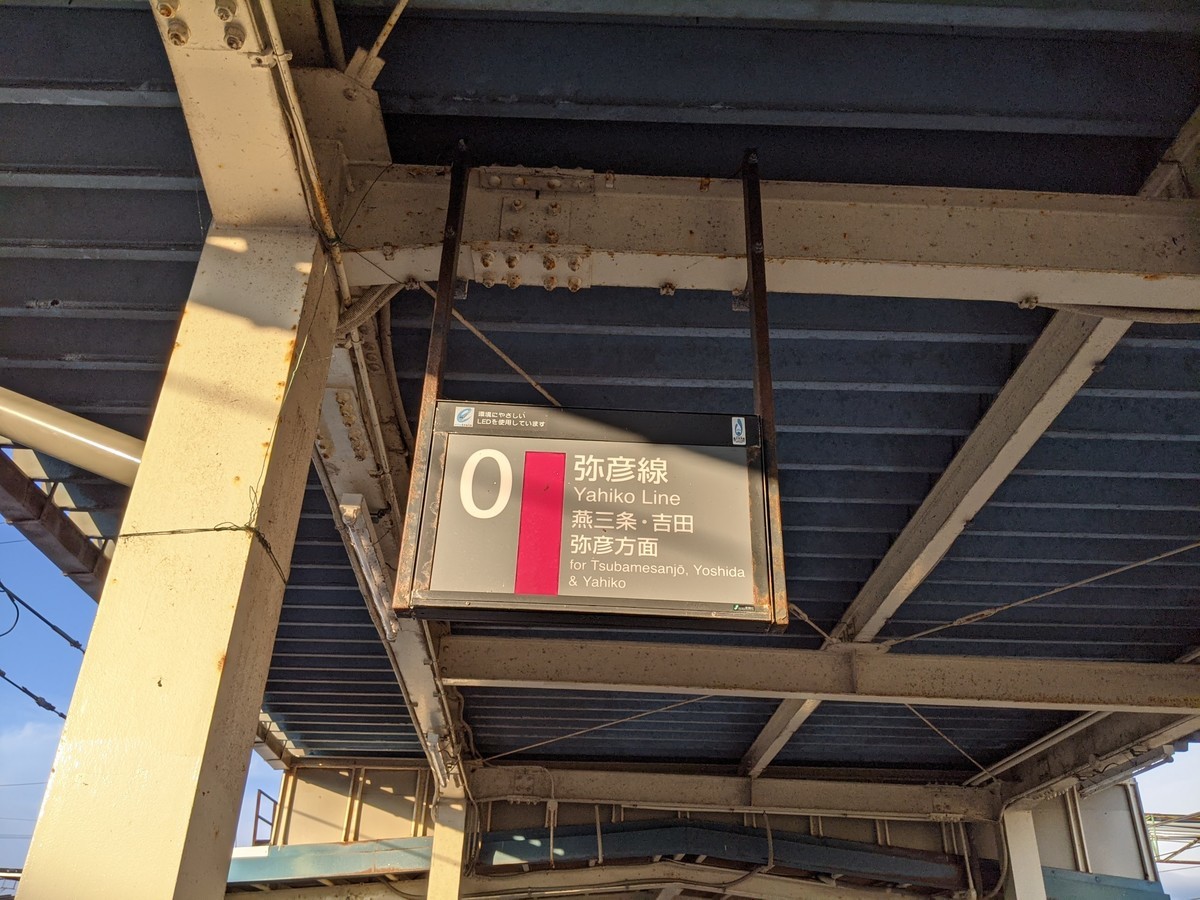 環境にやさしい
LEDを使用しています
0
弥彦線
Yahiko Line
燕三条・吉田
弥彦方面
for Tsubamesanjō, Yoshida
& Yahiko